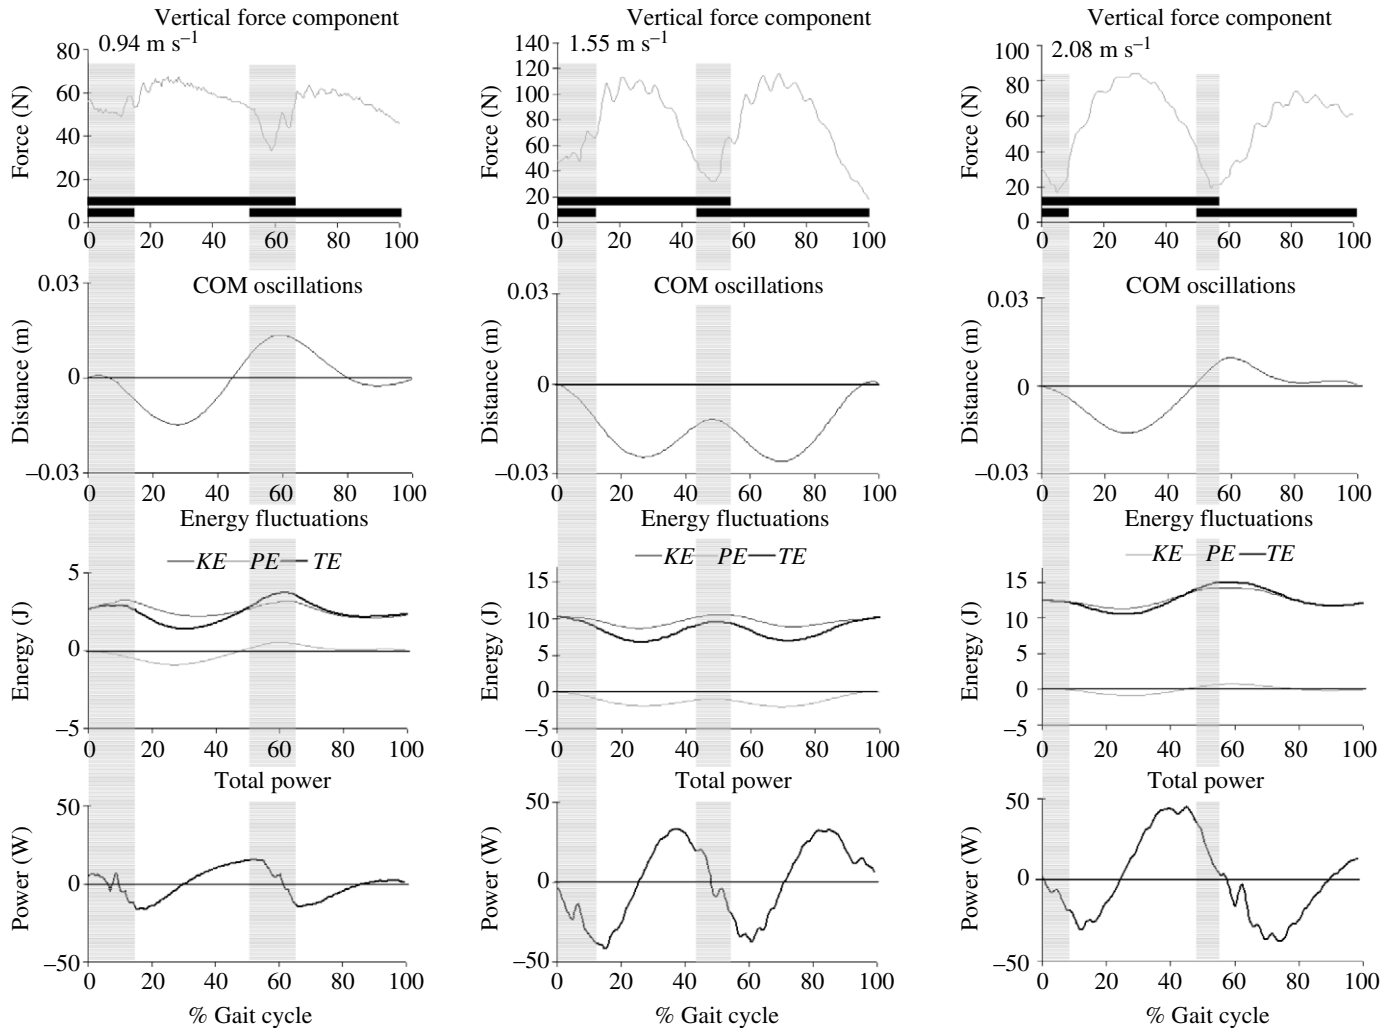 Vertical force component
0.94 m s⁻¹
Force (N)
80
60
40
20
0
0 20 40 60 80 100
COM oscillations
Distance (m)
0.03
0
–0.03
0 20 40 60 80 100
Energy fluctuations
KE PE TE
Energy (J)
5
0
–5
0 20 40 60 80 100
Total power
Power (W)
50
0
–50
0 20 40 60 80 100
% Gait cycle
Vertical force component
1.55 m s⁻¹
Force (N)
140
120
100
80
60
40
20
0
0 20 40 60 80 100
COM oscillations
Distance (m)
0.03
0
–0.03
0 20 40 60 80 100
Energy fluctuations
KE PE TE
Energy (J)
15
10
5
0
–5
0 20 40 60 80 100
Total power
Power (W)
50
0
–50
0 20 40 60 80 100
% Gait cycle
Vertical force component
2.08 m s⁻¹
Force (N)
100
80
60
40
20
0
0 20 40 60 80 100
COM oscillations
Distance (m)
0.03
0
–0.03
0 20 40 60 80 100
Energy fluctuations
KE PE TE
Energy (J)
15
10
5
0
–5
0 20 40 60 80 100
Total power
Power (W)
50
0
–50
0 20 40 60 80 100
% Gait cycle